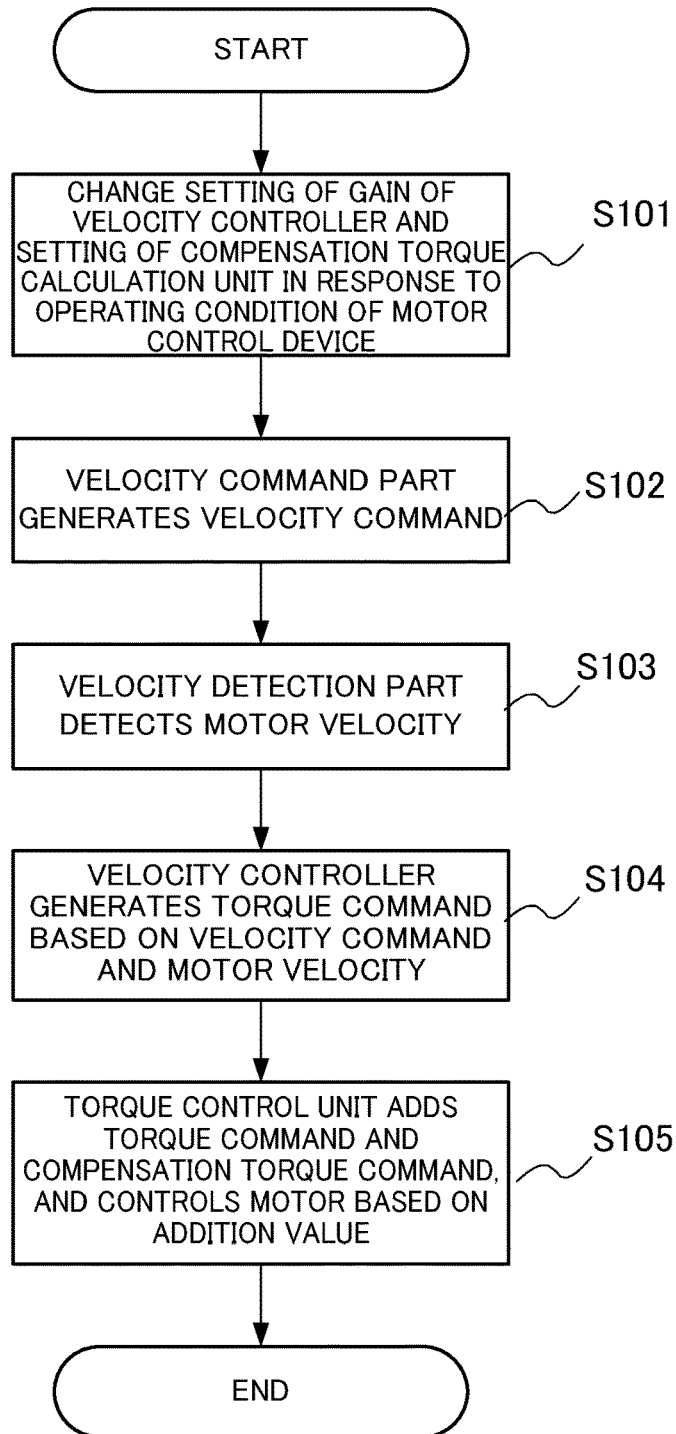 START
CHANGE SETTING OF GAIN OF
VELOCITY CONTROLLER AND
SETTING OF COMPENSATION TORQUE
CALCULATION UNIT IN RESPONSE TO
OPERATING CONDITION OF MOTOR
CONTROL DEVICE
S101
VELOCITY COMMAND PART
GENERATES VELOCITY COMMAND
S102
VELOCITY DETECTION PART
DETECTS MOTOR VELOCITY
S103
VELOCITY CONTROLLER
GENERATES TORQUE COMMAND
BASED ON VELOCITY COMMAND
AND MOTOR VELOCITY
S104
TORQUE CONTROL UNIT ADDS
TORQUE COMMAND AND
COMPENSATION TORQUE COMMAND,
AND CONTROLS MOTOR BASED ON
ADDITION VALUE
S105
END